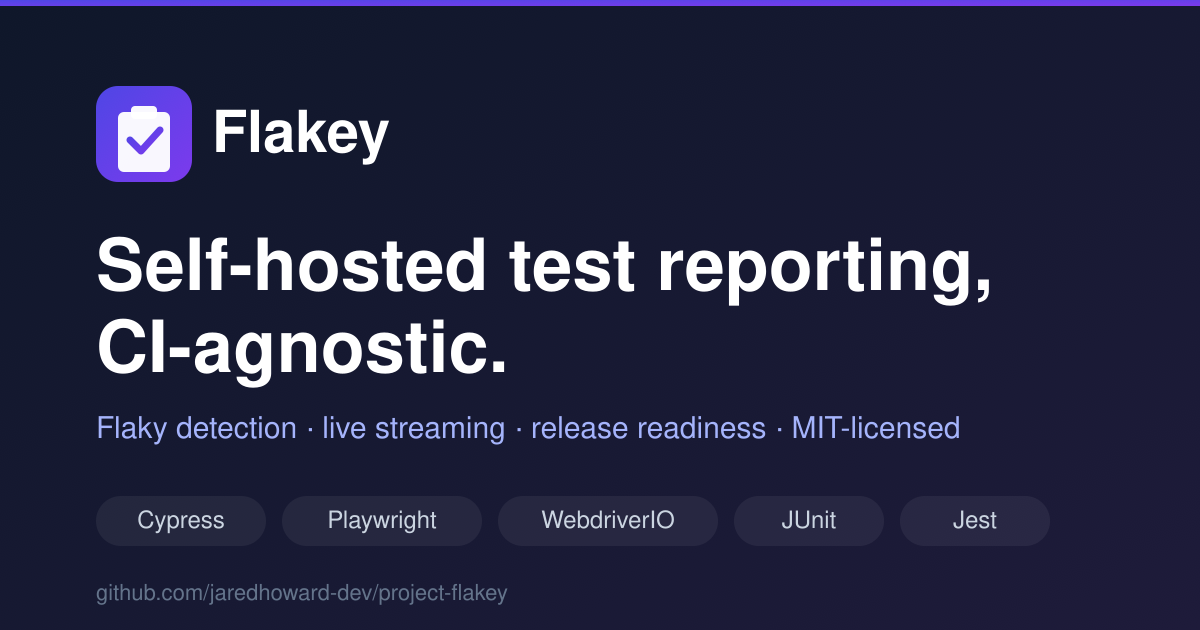 Flakey
Self-hosted test reporting,
CI-agnostic.
Flaky detection · live streaming · release readiness · MIT-licensed
Cypress
Playwright
WebdriverIO
JUnit
Jest
github.com/jaredhoward-dev/project-flakey